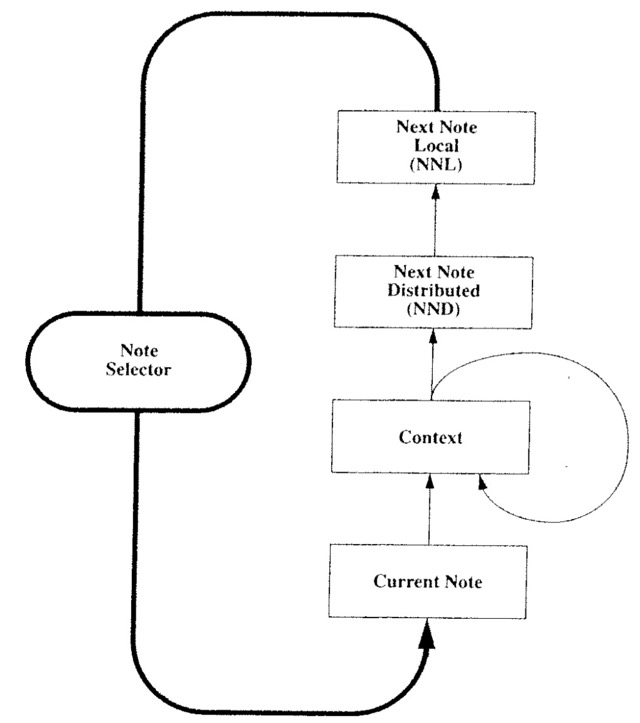 Next Note
Local
(NNL)
Next Note
Distributed
(NND)
Note
Selector
Context
Current Note